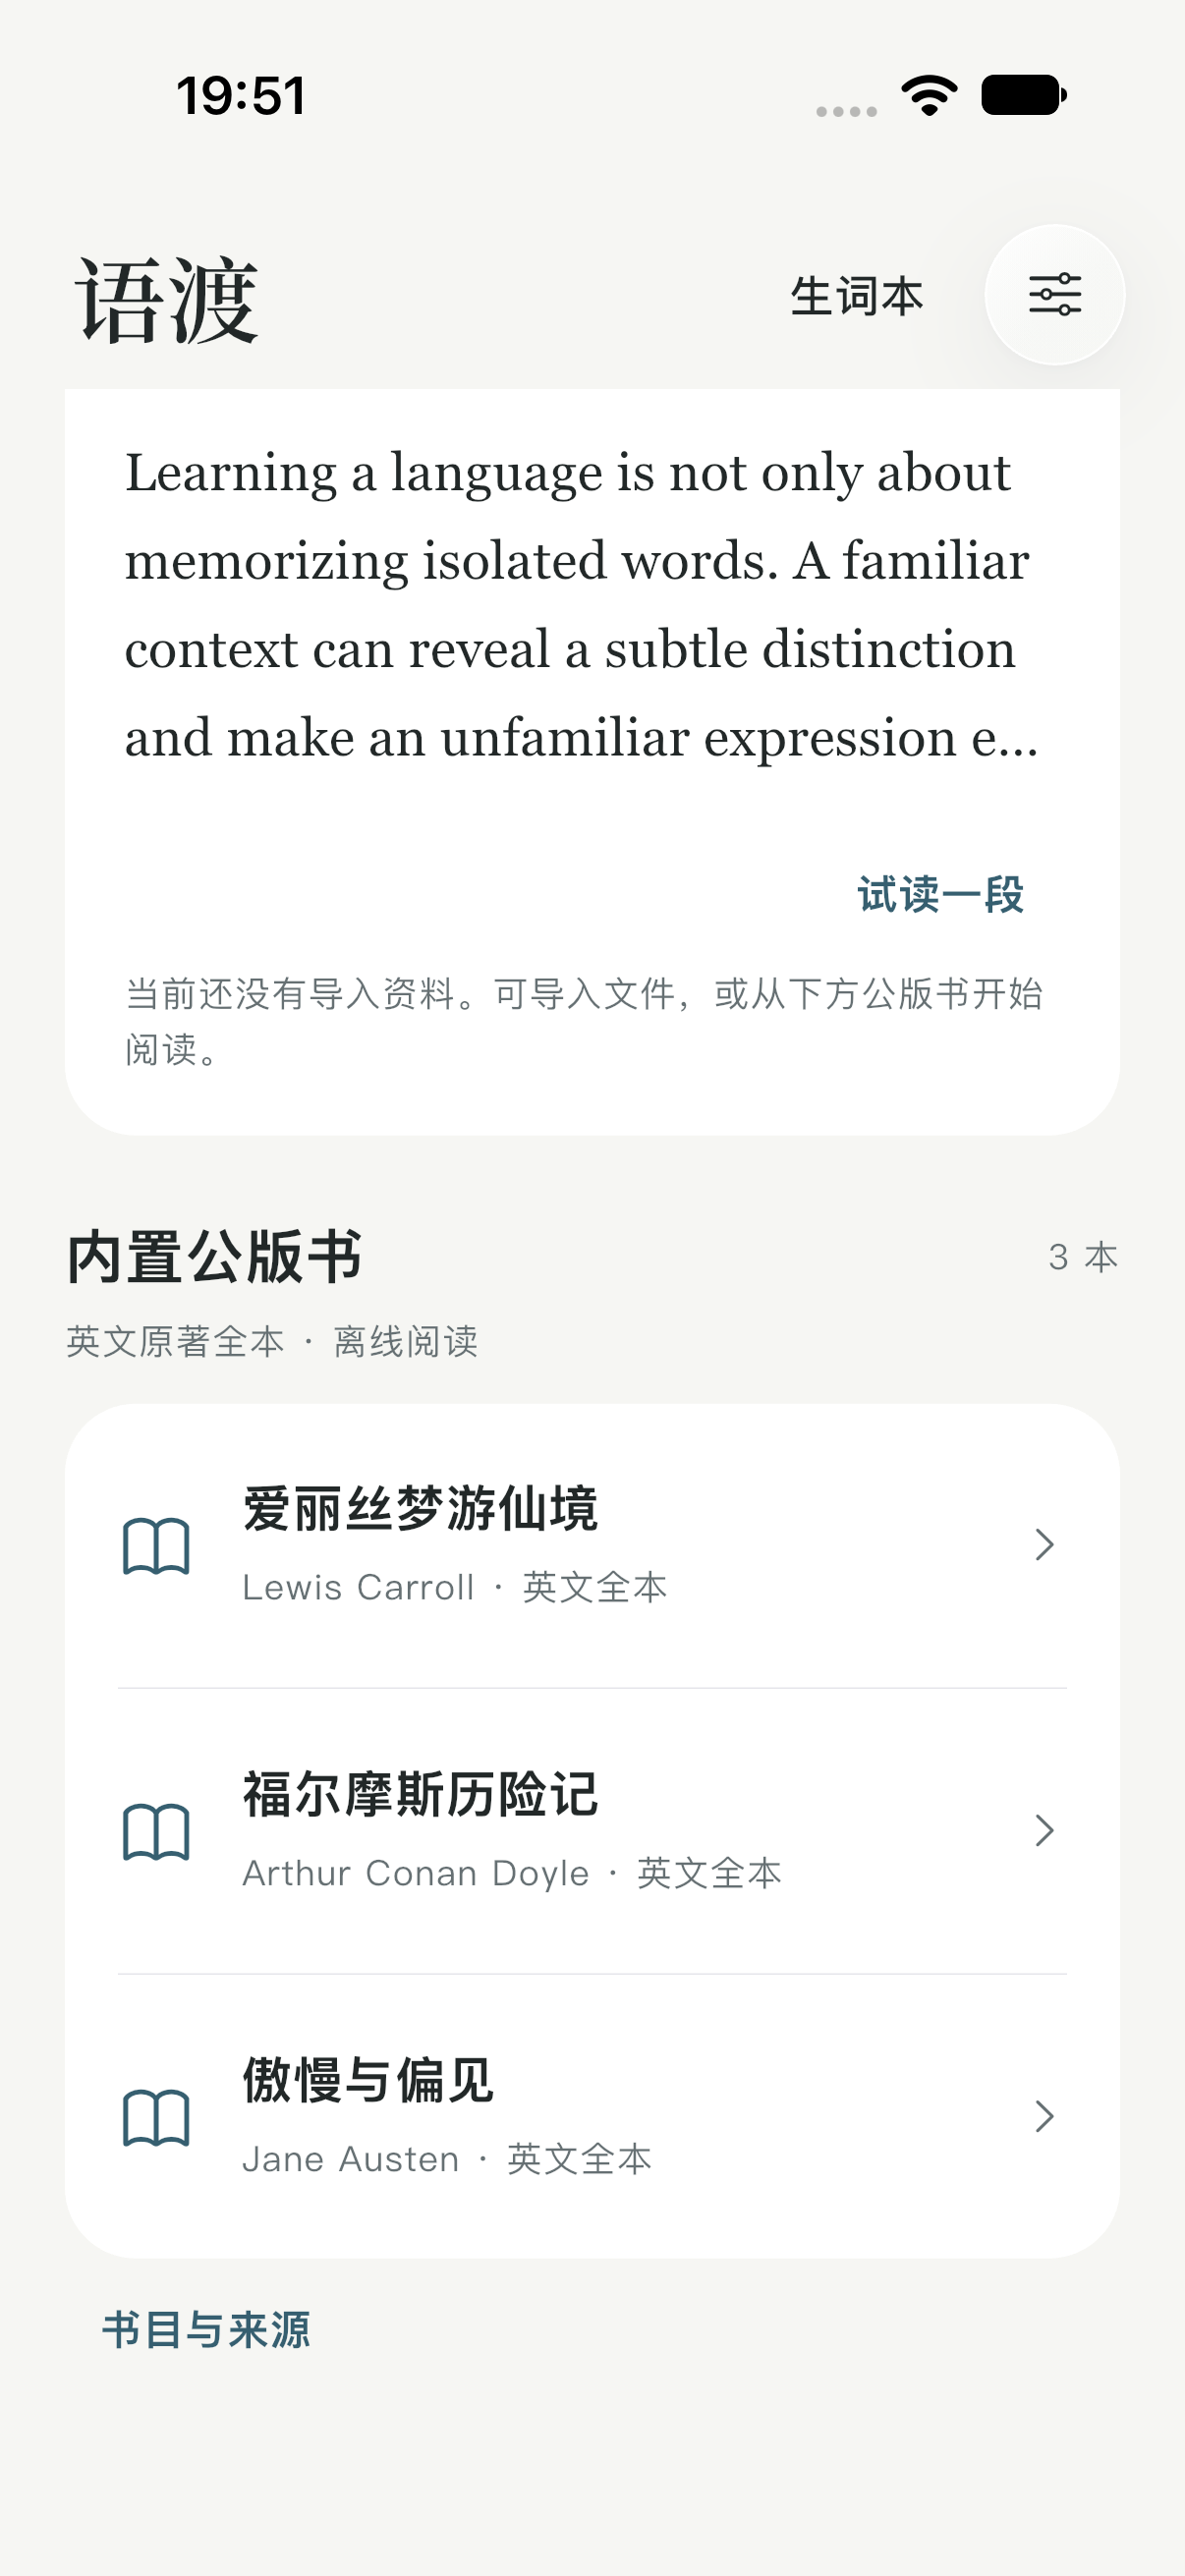 19:51
语渡
生词本
Learning a language is not only about
memorizing isolated words. A familiar
context can reveal a subtle distinction
and make an unfamiliar expression e...
试读一段
当前还没有导入资料。可导入文件，或从下方公版书开始
阅读。
内置公版书
3 本
英文原著全本 · 离线阅读
爱丽丝梦游仙境
Lewis Carroll · 英文全本
福尔摩斯历险记
Arthur Conan Doyle · 英文全本
傲慢与偏见
Jane Austen · 英文全本
书目与来源